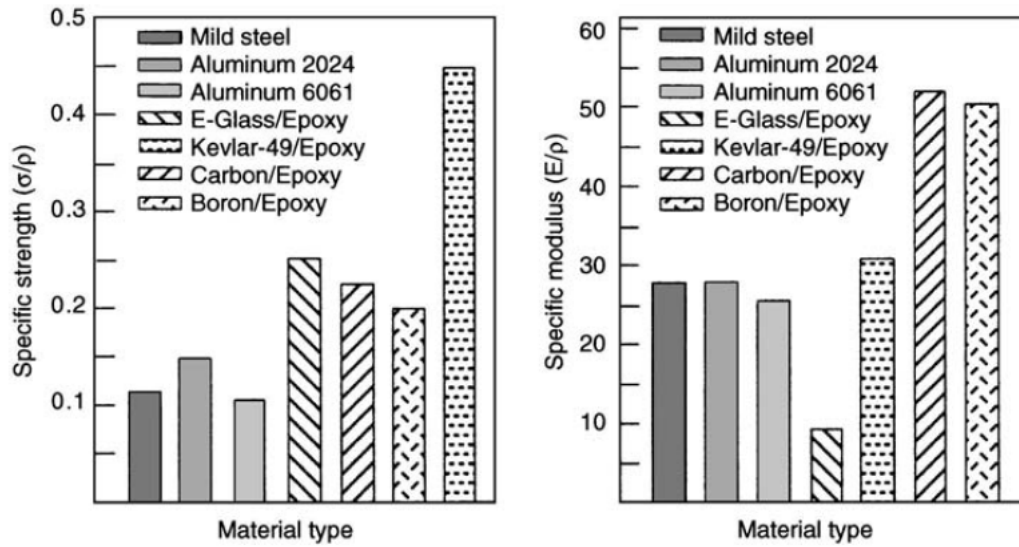 Specific strength (σ/ρ)
0.5
0.4
0.3
0.2
0.1
Mild steel
Aluminum 2024
Aluminum 6061
E-Glass/Epoxy
Kevlar-49/Epoxy
Carbon/Epoxy
Boron/Epoxy
Material type
Specific modulus (E/ρ)
60
50
40
30
20
10
Mild steel
Aluminum 2024
Aluminum 6061
E-Glass/Epoxy
Kevlar-49/Epoxy
Carbon/Epoxy
Boron/Epoxy
Material type